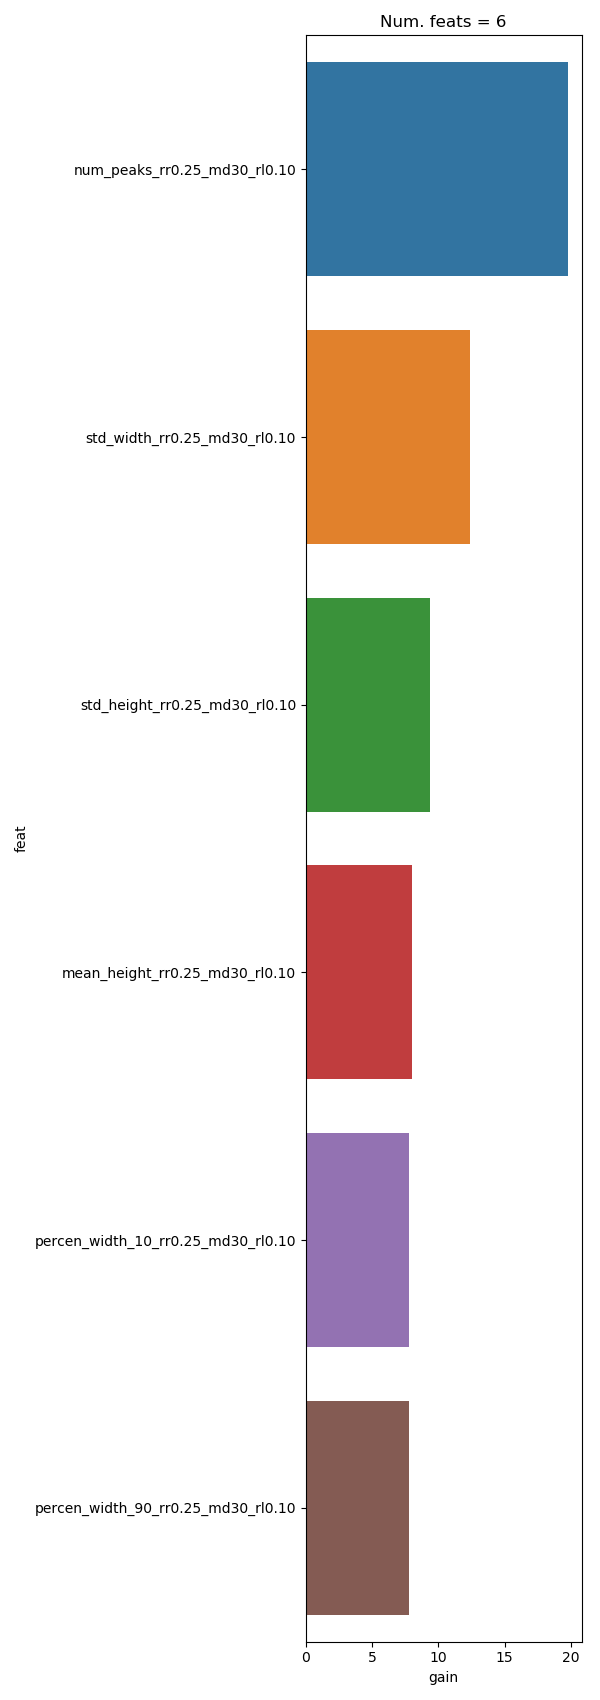 Num. feats = 6
num_peaks_rr0.25_md30_rl0.10
std_width_rr0.25_md30_rl0.10
std_height_rr0.25_md30_rl0.10
feat
mean_height_rr0.25_md30_rl0.10
percen_width_10_rr0.25_md30_rl0.10
percen_width_90_rr0.25_md30_rl0.10
0 5 10 15 20
gain